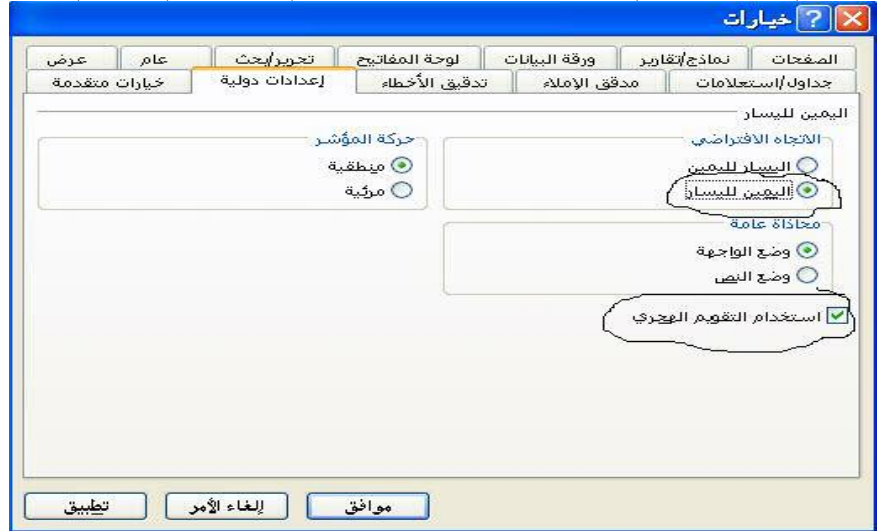 خيارات
الصفحات نماذج/تقارير ورقة البيانات لوحة المفاتيح تحرير/بحث عام عرض
جداول/استعلامات مدقق الإملاء تدقيق الأخطاء إعدادات دولية خيارات متقدمة
اليمين لليسار
الاتجاه الافتراضي
اليسار لليمين
اليمين لليسار
محاذاة عامة
وضع الواجهة
وضع النص
استخدام التقويم الهجري
حركة المؤشر
منطقية
مرئية
موافق إلغاء الأمر تطبيق